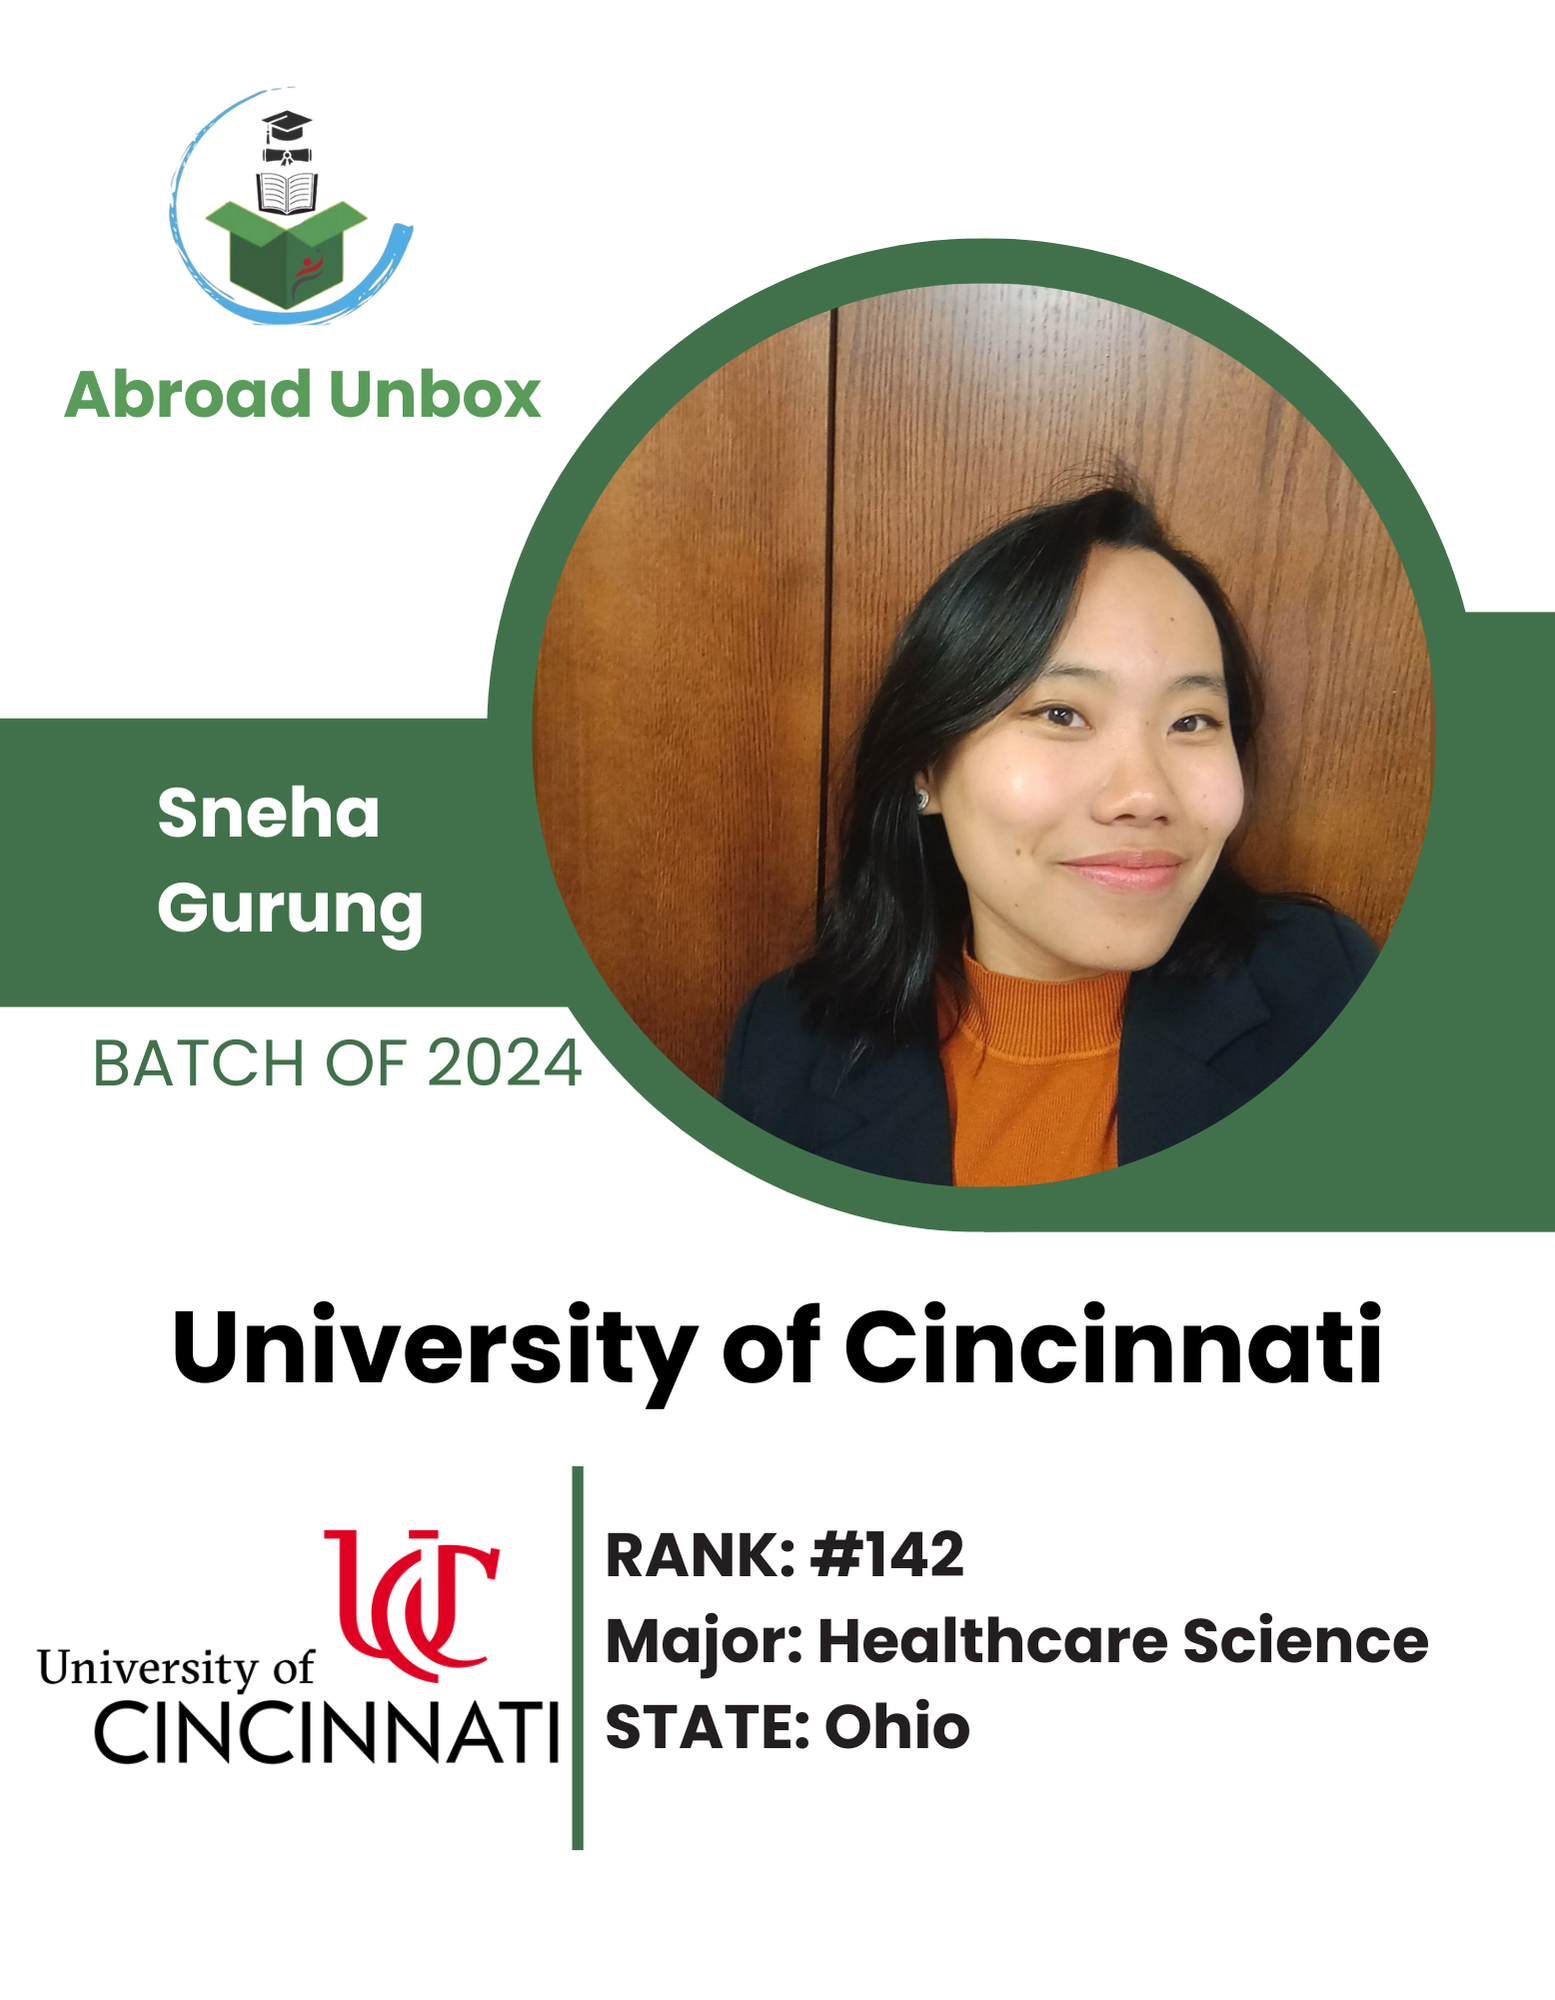 Abroad Unbox
Sneha
Gurung
BATCH OF 2024
University of Cincinnati
UC
University of
CINCINNATI
RANK: #142
Major: Healthcare Science
STATE: Ohio